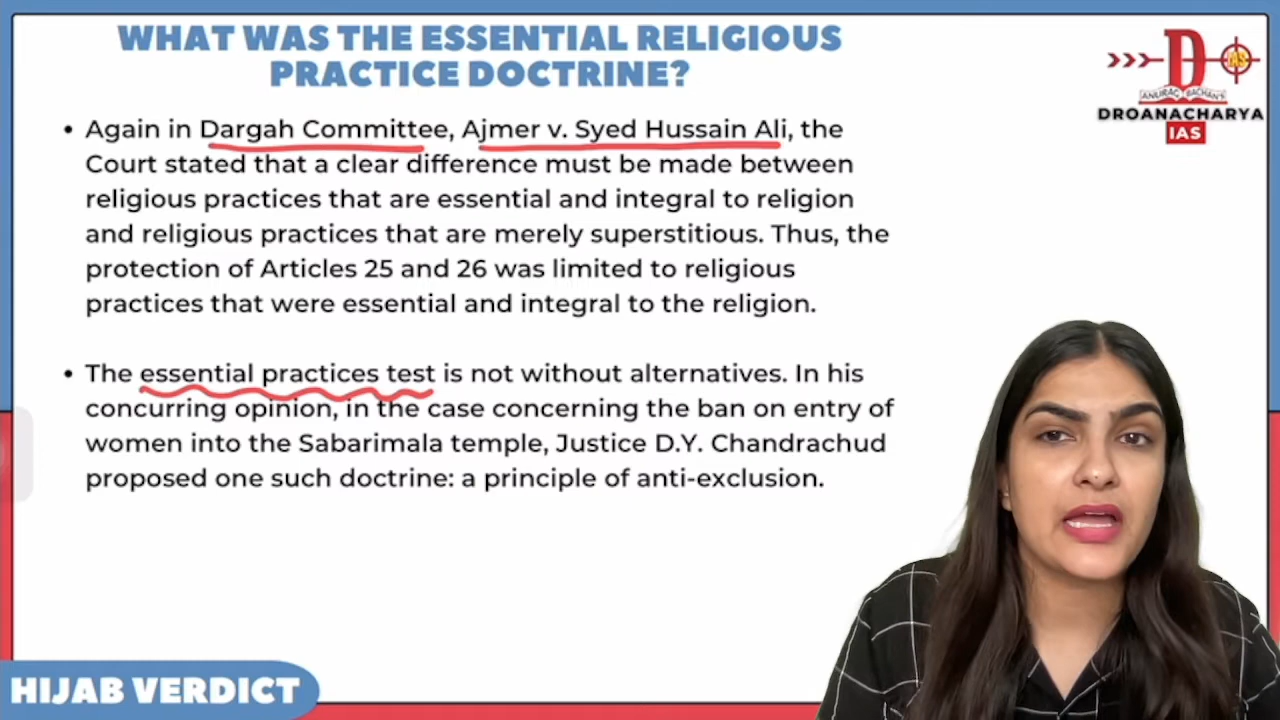 WHAT WAS THE ESSENTIAL RELIGIOUS
PRACTICE DOCTRINE?
• Again in Dargah Committee, Ajmer v. Syed Hussain Ali, the
Court stated that a clear difference must be made between
religious practices that are essential and integral to religion
and religious practices that are merely superstitious. Thus, the
protection of Articles 25 and 26 was limited to religious
practices that were essential and integral to the religion.
• The essential practices test is not without alternatives. In his
concurring opinion, in the case concerning the ban on entry of
women into the Sabarimala temple, Justice D.Y. Chandrachud
proposed one such doctrine: a principle of anti-exclusion.
D
IAS
ANURAG BACHAN'S
DROANACHARYA
IAS
HIJAB VERDICT